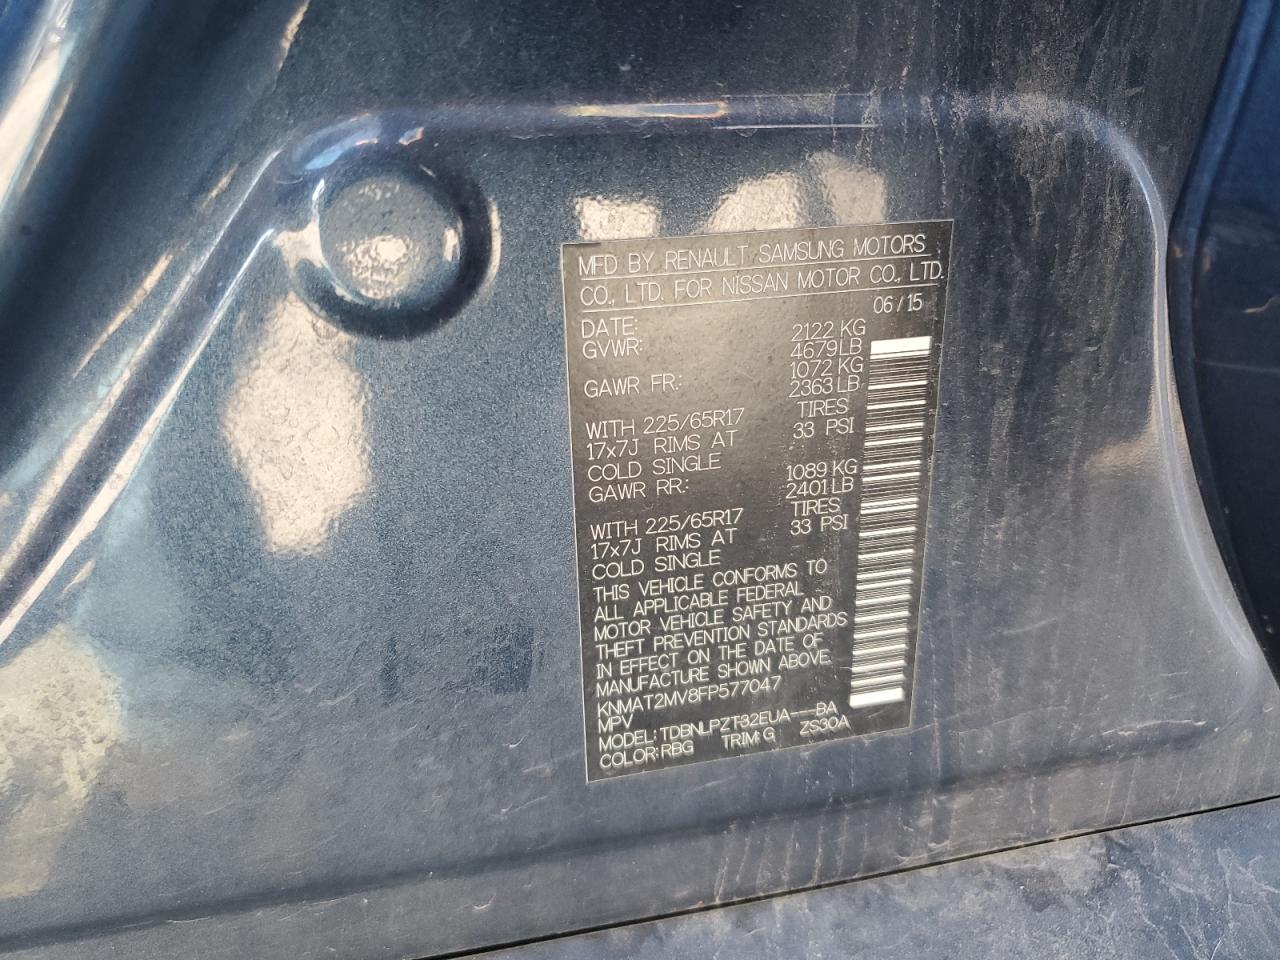 MFD BY RENAULT SAMSUNG MOTORS
CO., LTD. FOR NISSAN MOTOR CO., LTD.
DATE: 06/15
GVWR: 2122 KG
4679 LB
GAWR FR.: 1072 KG
2363 LB
WITH 225/65R17 TIRES
17x7J RIMS AT 33 PSI
COLD SINGLE
GAWR RR.: 1089 KG
2401 LB
WITH 225/65R17 TIRES
17x7J RIMS AT 33 PSI
COLD SINGLE
THIS VEHICLE CONFORMS TO
ALL APPLICABLE FEDERAL
MOTOR VEHICLE SAFETY AND
THEFT PREVENTION STANDARDS
IN EFFECT ON THE DATE OF
MANUFACTURE SHOWN ABOVE.
KNMAT2MV8FP577047
MPV
MODEL: TDBNLPZT32EUA---BA
COLOR: RBG TRIM: G ZS30A